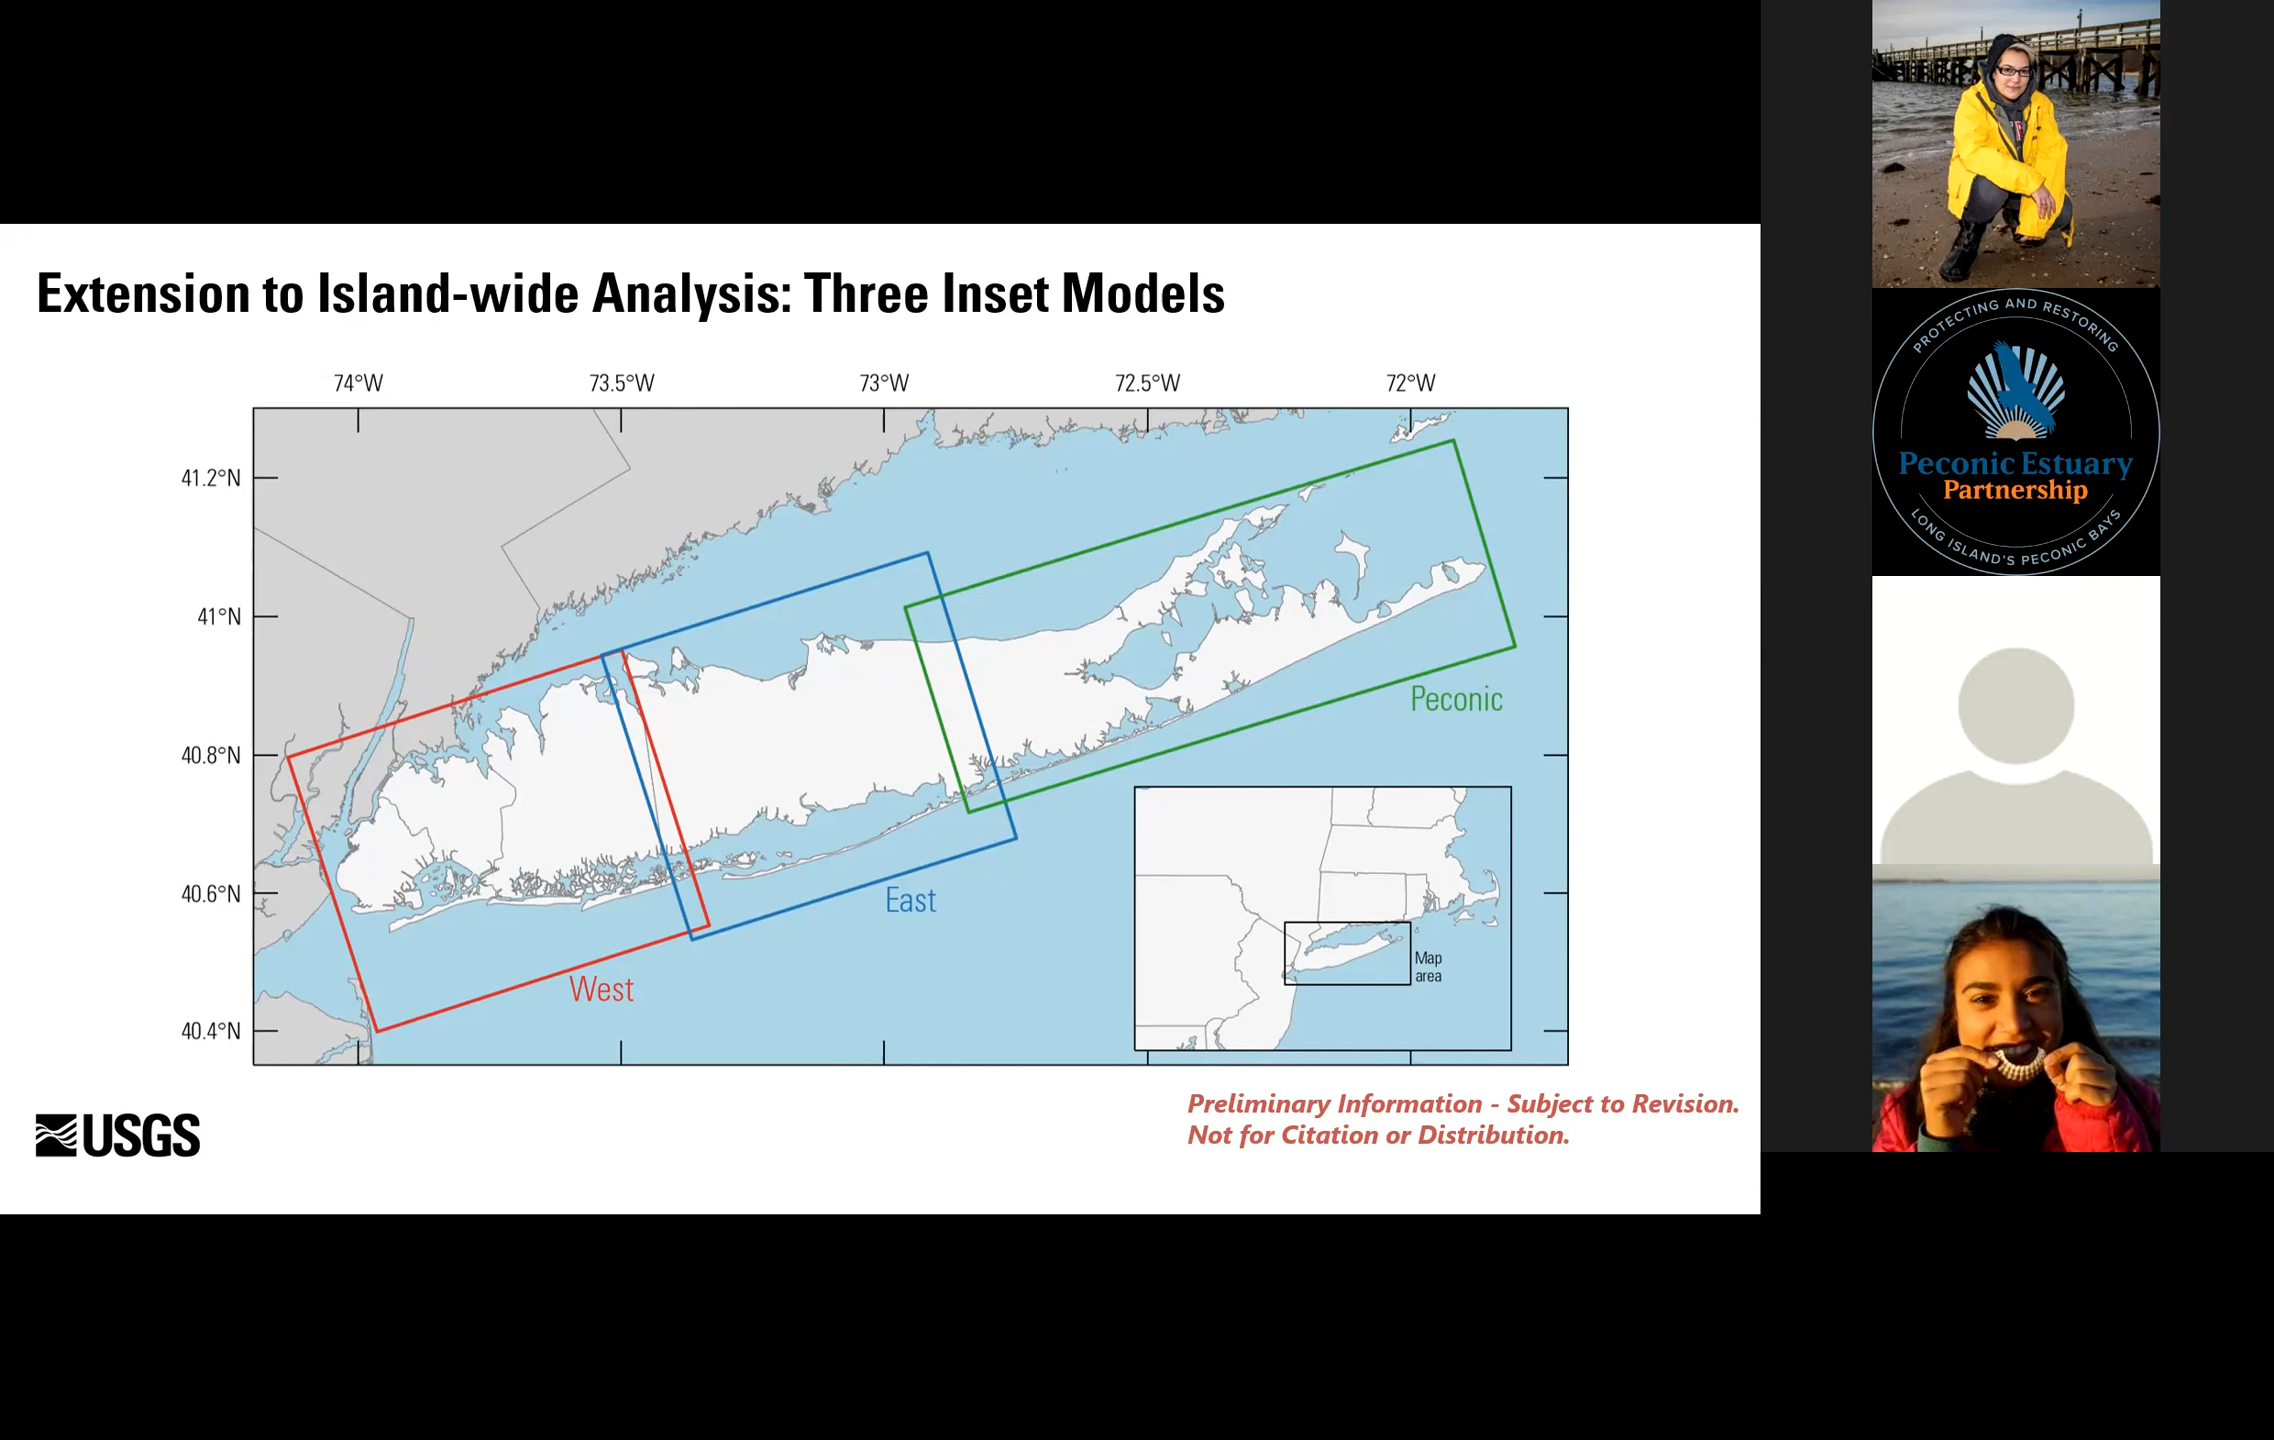 Extension to Island-wide Analysis: Three Inset Models
74°W 73.5°W 73°W 72.5°W 72°W
41.2°N
41°N
40.8°N
40.6°N
40.4°N
Peconic
East
West
Map
area
Preliminary Information - Subject to Revision.
Not for Citation or Distribution.
USGS
PROTECTING AND RESTORING
Peconic Estuary
Partnership
LONG ISLAND'S PECONIC BAYS